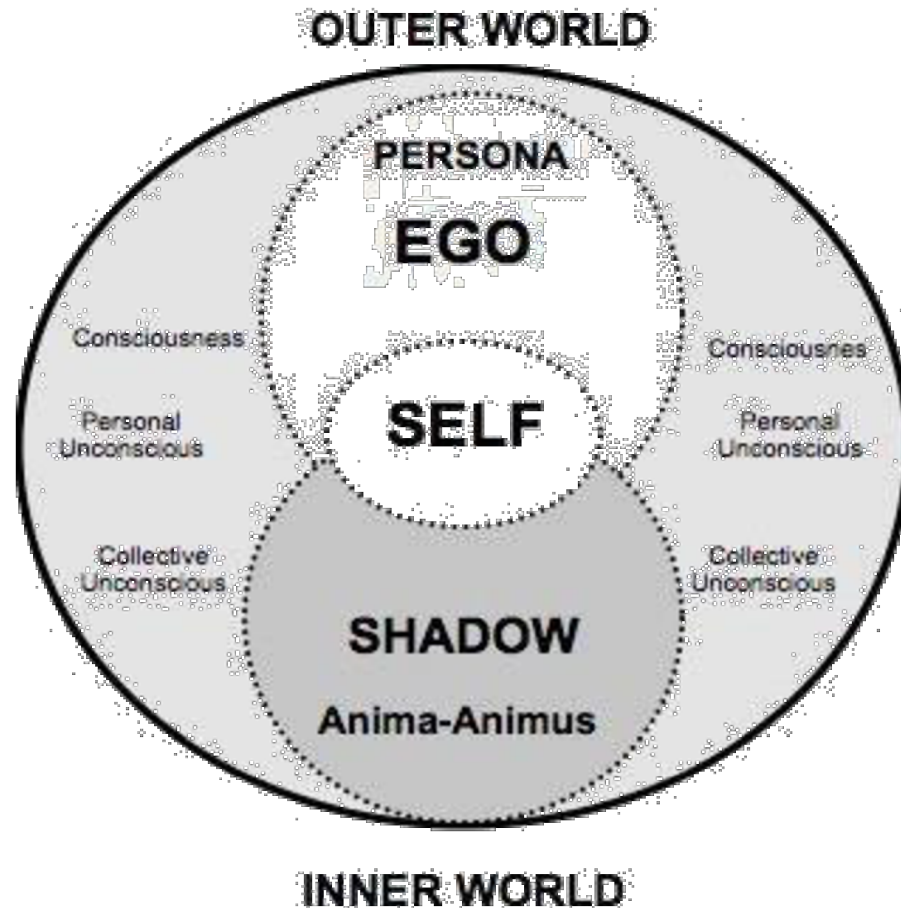 OUTER WORLD
PERSONA
EGO
Consciousness
Consciousnes
Personal
Unconscious
SELF
Personal
Unconscious
Collective
Unconscious
Collective
Unconscious
SHADOW
Anima-Animus
INNER WORLD